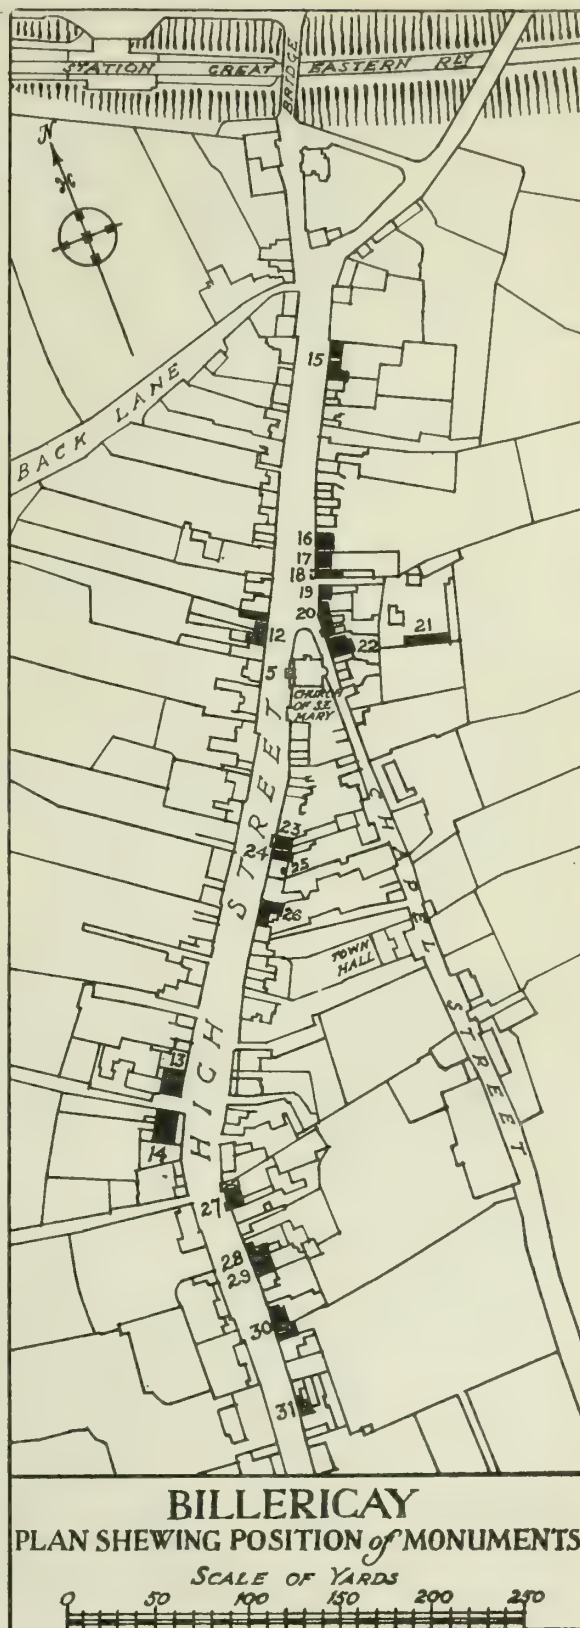 STATION GREAT EASTERN RLY
BRIDGE
N
BACK LANE
15
16
17
18
19
20
21
22
12
5
CHURCH
OF S.E
MARY
HIGH STREET
CHAPEL STREET
23
24
25
26
TOWN
HALL
13
14
27
28
29
30
31
BILLERICAY
PLAN SHEWING POSITION of MONUMENTS
SCALE OF YARDS
0 50 100 150 200 250